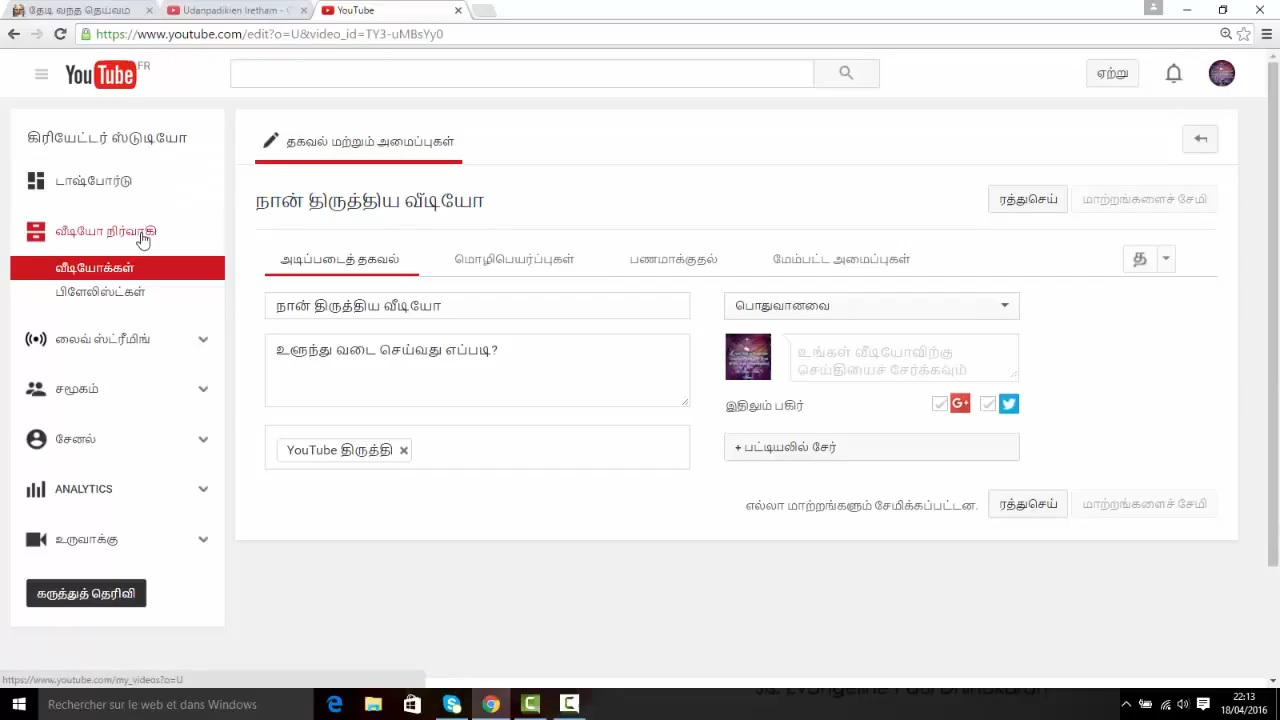 தேடி வந்த தெய்வம்
Udanpadikien Iretham - C
YouTube
https://www.youtube.com/edit?o=U&video_id=TY3-uMBsYy0
YouTube FR
ஏற்று
கிரியேட்டர் ஸ்டுடியோ
டாஷ்போர்டு
வீடியோ நிர்வாகி
வீடியோக்கள்
பிளேலிஸ்ட்கள்
லைவ் ஸ்ட்ரீமிங்
சமூகம்
சேனல்
ANALYTICS
உருவாக்கு
கருத்துத் தெரிவி
தகவல் மற்றும் அமைப்புகள்
நான் திருத்திய வீடியோ
ரத்துசெய்
மாற்றங்களைச் சேமி
அடிப்படைத் தகவல்
மொழிபெயர்ப்புகள்
பணமாக்குதல்
மேம்பட்ட அமைப்புகள்
த
நான் திருத்திய வீடியோ
உளுந்து வடை செய்வது எப்படி?
YouTube திருத்தி
பொதுவானவை
உங்கள் வீடியோவிற்கு
செய்தியைச் சேர்க்கவும்
இதிலும் பகிர்
G+
+ பட்டியலில் சேர்
எல்லா மாற்றங்களும் சேமிக்கப்பட்டன.
ரத்துசெய்
மாற்றங்களைச் சேமி
https://www.youtube.com/my_videos?o=U
Sis. Evangeline Paul Dhinakaran
Rechercher sur le web et dans Windows
22:13
18/04/2016